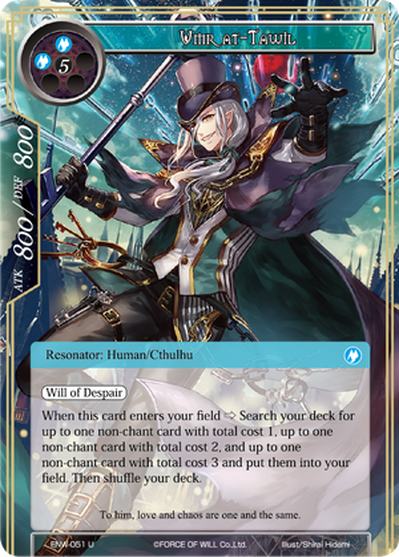 Umr at-Tawil
5
ATK 800 / DEF 800
Resonator: Human/Cthulhu
Will of Despair
When this card enters your field ⇨ Search your deck for
up to one non-chant card with total cost 1, up to one
non-chant card with total cost 2, and up to one
non-chant card with total cost 3 and put them into your
field. Then shuffle your deck.
To him, love and chaos are one and the same.
ENW-051 U ©FORCE OF WILL Co.,Ltd. Illust/Shirai Hidemi